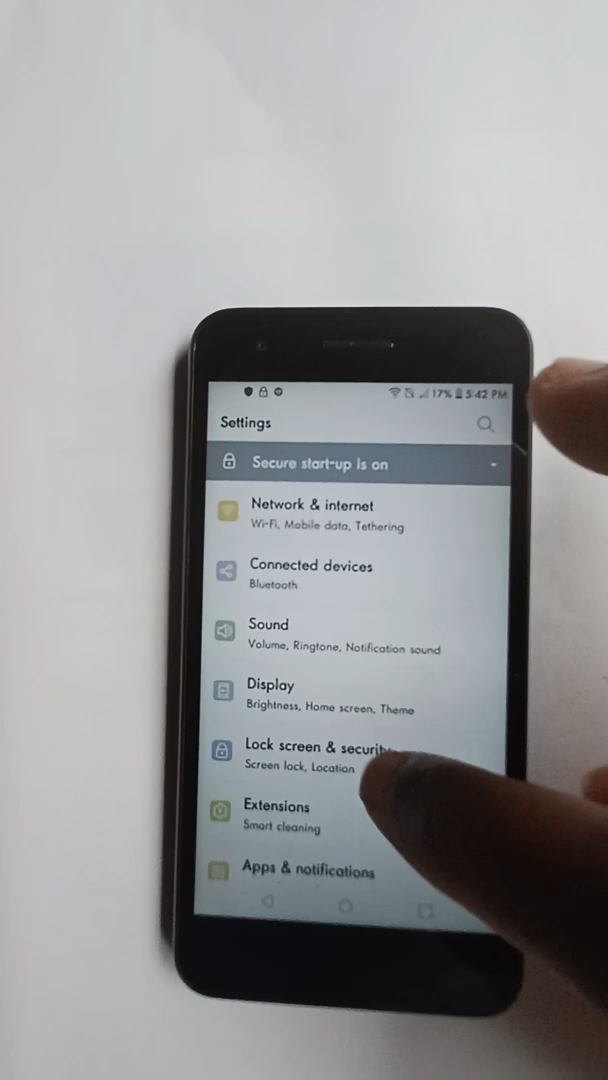 17% 5:42 PM
Settings
Secure start-up is on
Network & internet
Wi-Fi, Mobile data, Tethering
Connected devices
Bluetooth
Sound
Volume, Ringtone, Notification sound
Display
Brightness, Home screen, Theme
Lock screen & security
Screen lock, Location
Extensions
Smart cleaning
Apps & notifications